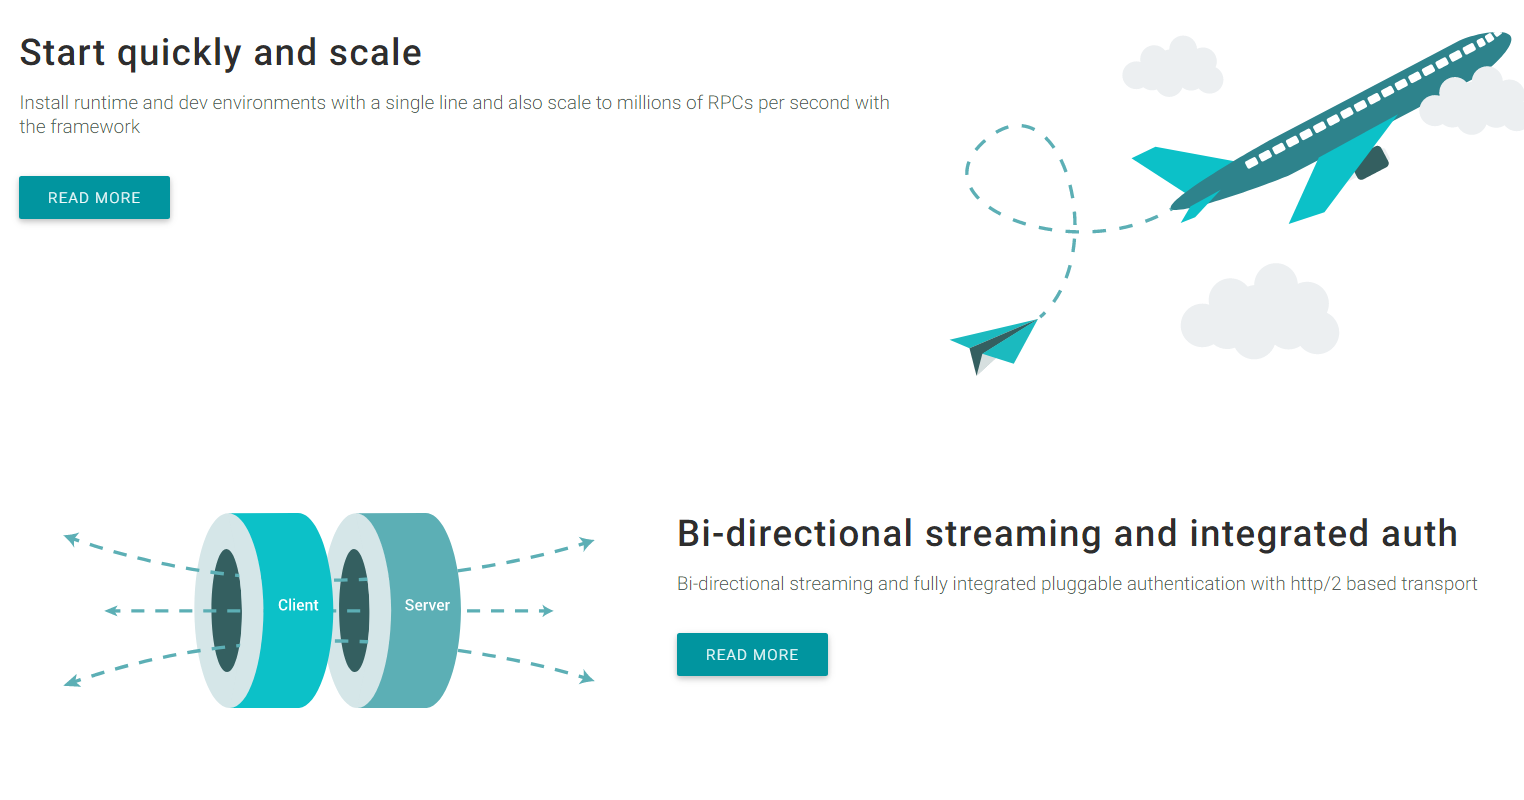 Start quickly and scale
Install runtime and dev environments with a single line and also scale to millions of RPCs per second with
the framework
READ MORE
Client
Server
Bi-directional streaming and integrated auth
Bi-directional streaming and fully integrated pluggable authentication with http/2 based transport
READ MORE